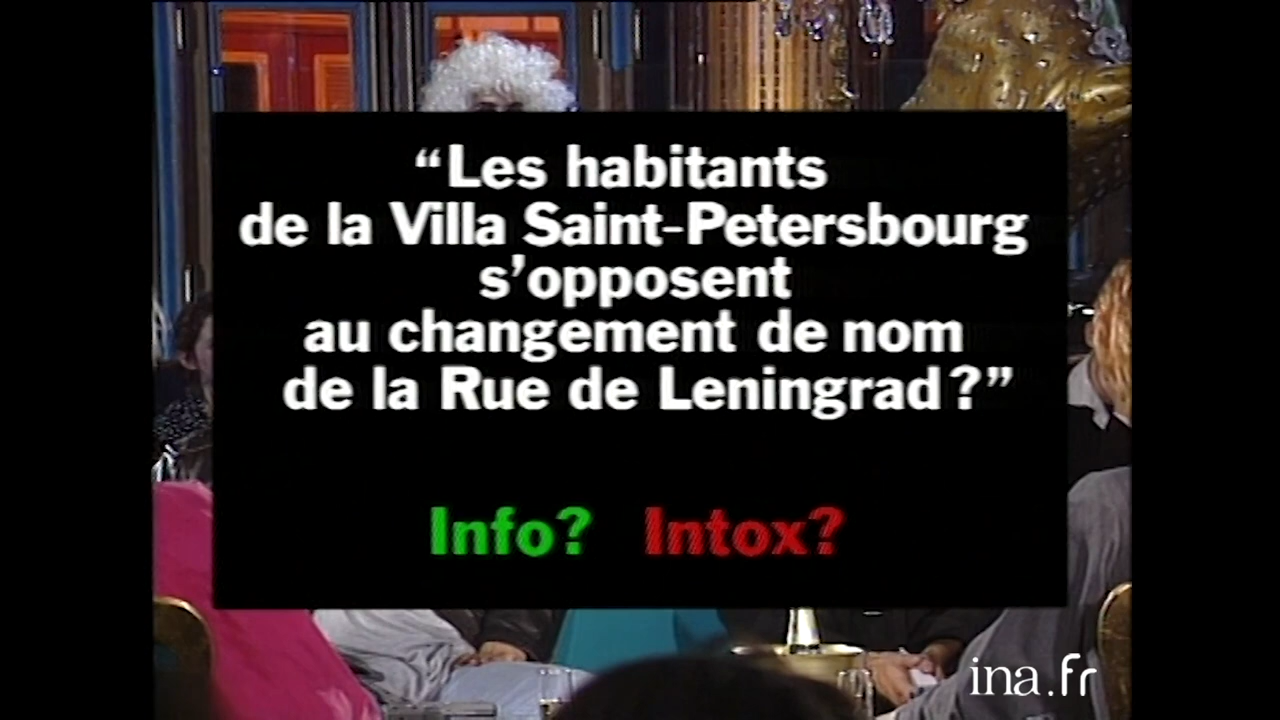 “Les habitants
de la Villa Saint-Petersbourg
s’opposent
au changement de nom
de la Rue de Leningrad ?”
Info? Intox?
ina.fr